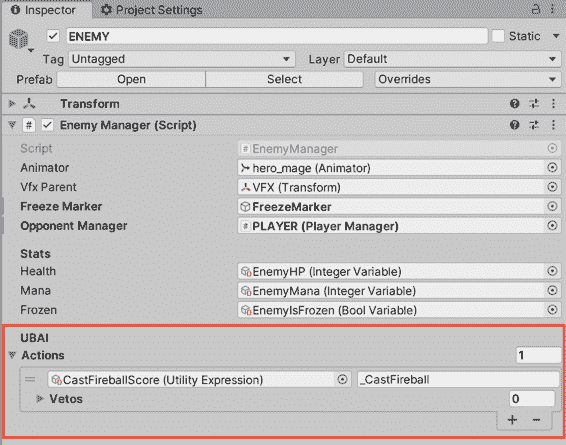 Inspector Project Settings
ENEMY Static
Tag Untagged Layer Default
Prefab Open Select Overrides
Transform
# Enemy Manager (Script)
Script # EnemyManager
Animator hero_mage (Animator)
Vfx Parent VFX (Transform)
Freeze Marker FreezeMarker
Opponent Manager # PLAYER (Player Manager)
Stats
Health EnemyHP (Integer Variable)
Mana EnemyMana (Integer Variable)
Frozen EnemyIsFrozen (Bool Variable)
UBAI
Actions 1
CastFireballScore (Utility Expression) _CastFireball
Vetos 0
+ −